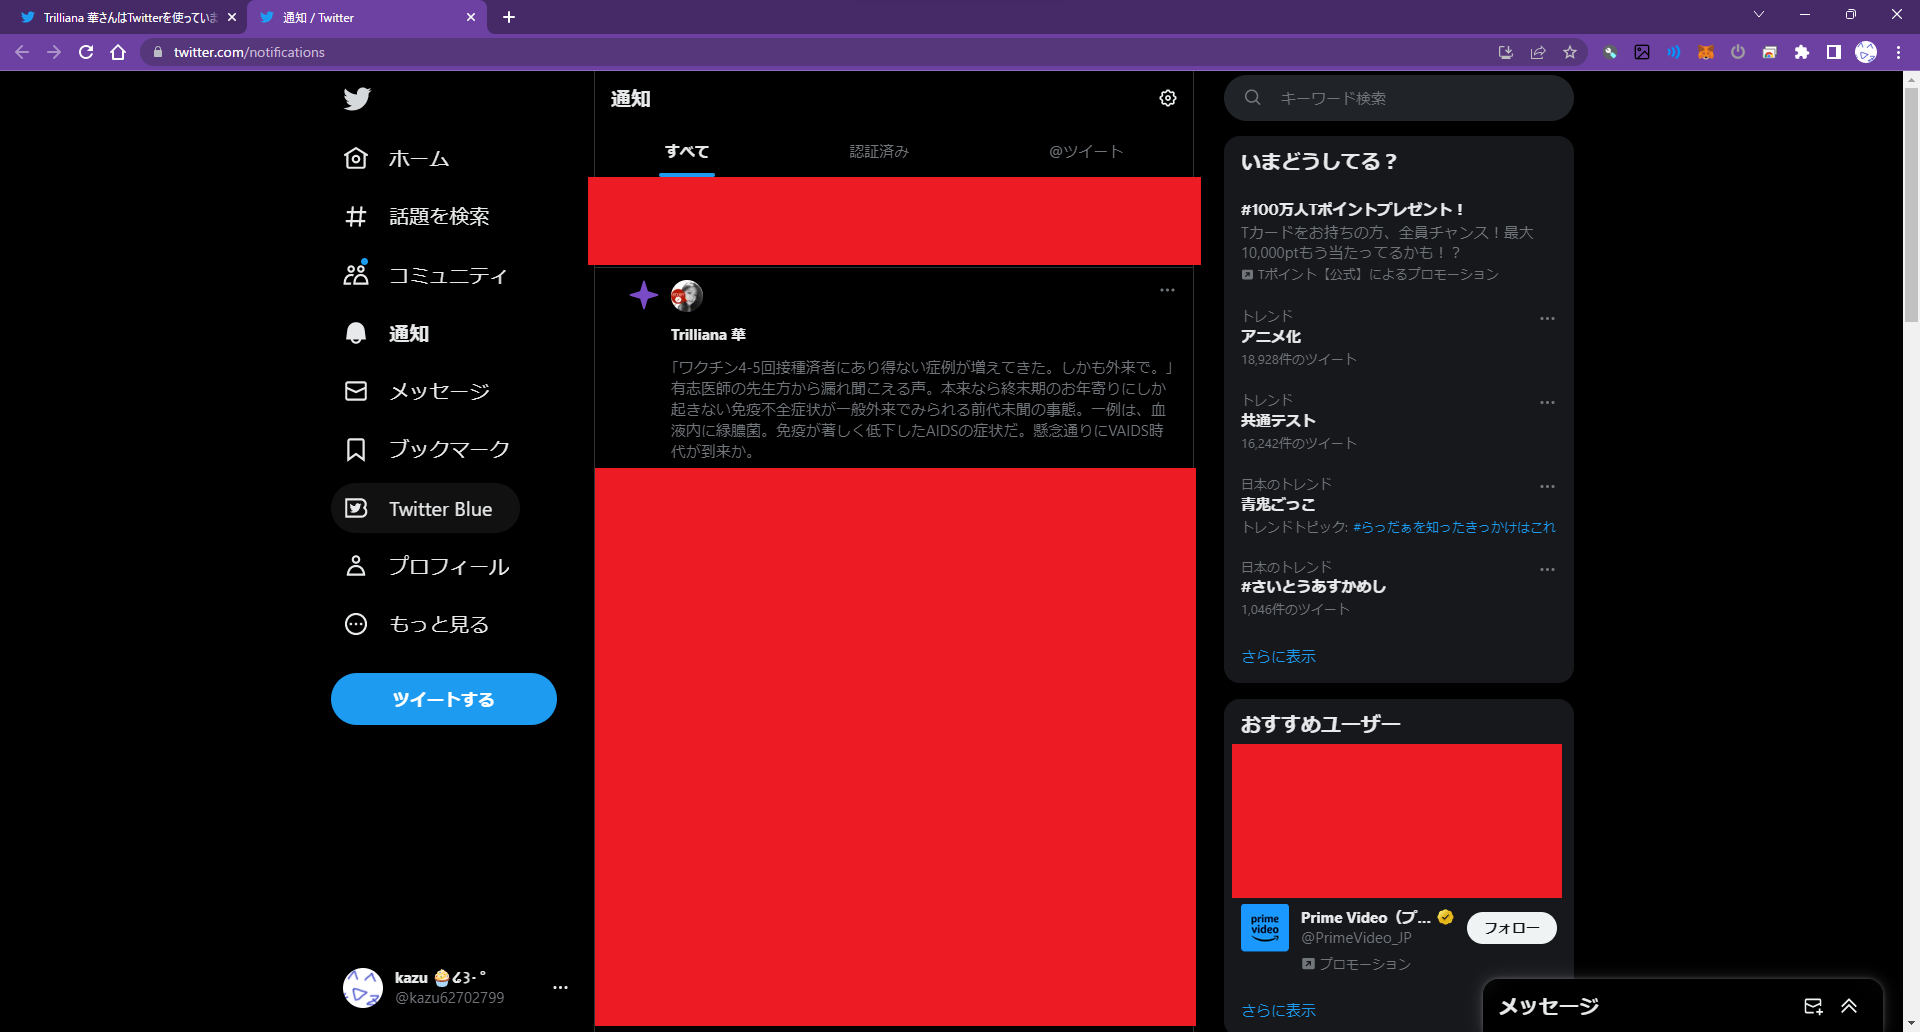 Trilliana 華さんはTwitterを使っていま
通知 / Twitter
twitter.com/notifications
ホーム
話題を検索
コミュニティ
通知
メッセージ
ブックマーク
Twitter Blue
プロフィール
もっと見る
ツイートする
kazu
@kazu62702799
通知
すべて
認証済み
@ツイート
Trilliana 華
「ワクチン4-5回接種済者にあり得ない症例が増えてきた。しかも外来で。」
有志医師の先生方から漏れ聞こえる声。本来なら終末期のお年寄りにしか
起きない免疫不全症状が一般外来でみられる前代未聞の事態。一例は、血
液内に緑膿菌。免疫が著しく低下したAIDSの症状だ。懸念通りにVAIDS時
代が到来か。
キーワード検索
いまどうしてる？
#100万人Tポイントプレゼント！
Tカードをお持ちの方、全員チャンス！最大
10,000ptもう当たってるかも！？
Tポイント【公式】によるプロモーション
トレンド
アニメ化
18,928件のツイート
トレンド
共通テスト
16,242件のツイート
日本のトレンド
青鬼ごっこ
トレンドトピック: #らっだぁを知ったきっかけはこれ
日本のトレンド
#さいとうあすかめし
1,046件のツイート
さらに表示
おすすめユーザー
prime
video
Prime Video（プ...
@PrimeVideo_JP
フォロー
プロモーション
さらに表示
メッセージ